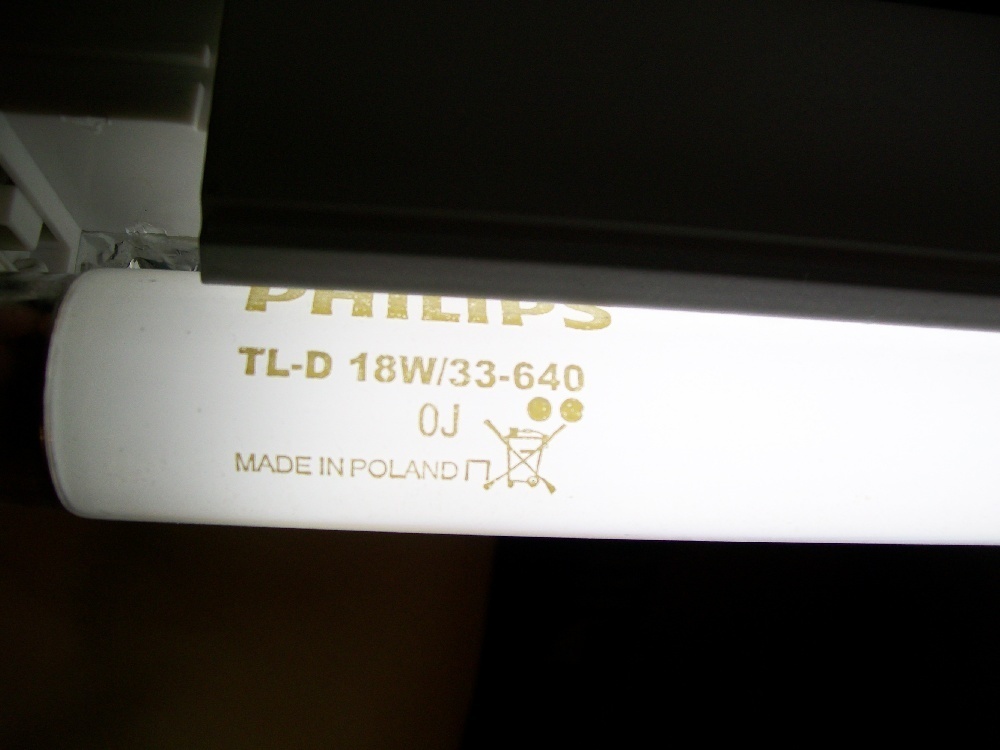 PHILIPS
TL-D 18W/33-640
0J
MADE IN POLAND